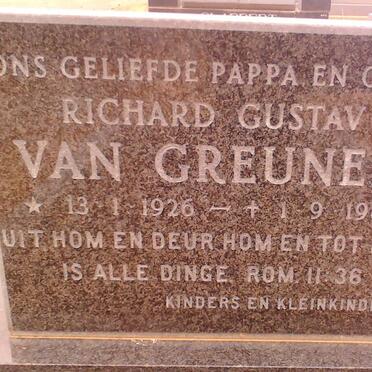 ONS GELIEFDE PAPPA EN
RICHARD GUSTAV
VAN GREUNE
★ 13·1·1926 — + 1·9·19
UIT HOM EN DEUR HOM EN TOT
IS ALLE DINGE. ROM. 11-36
KINDERS EN KLEINKIND